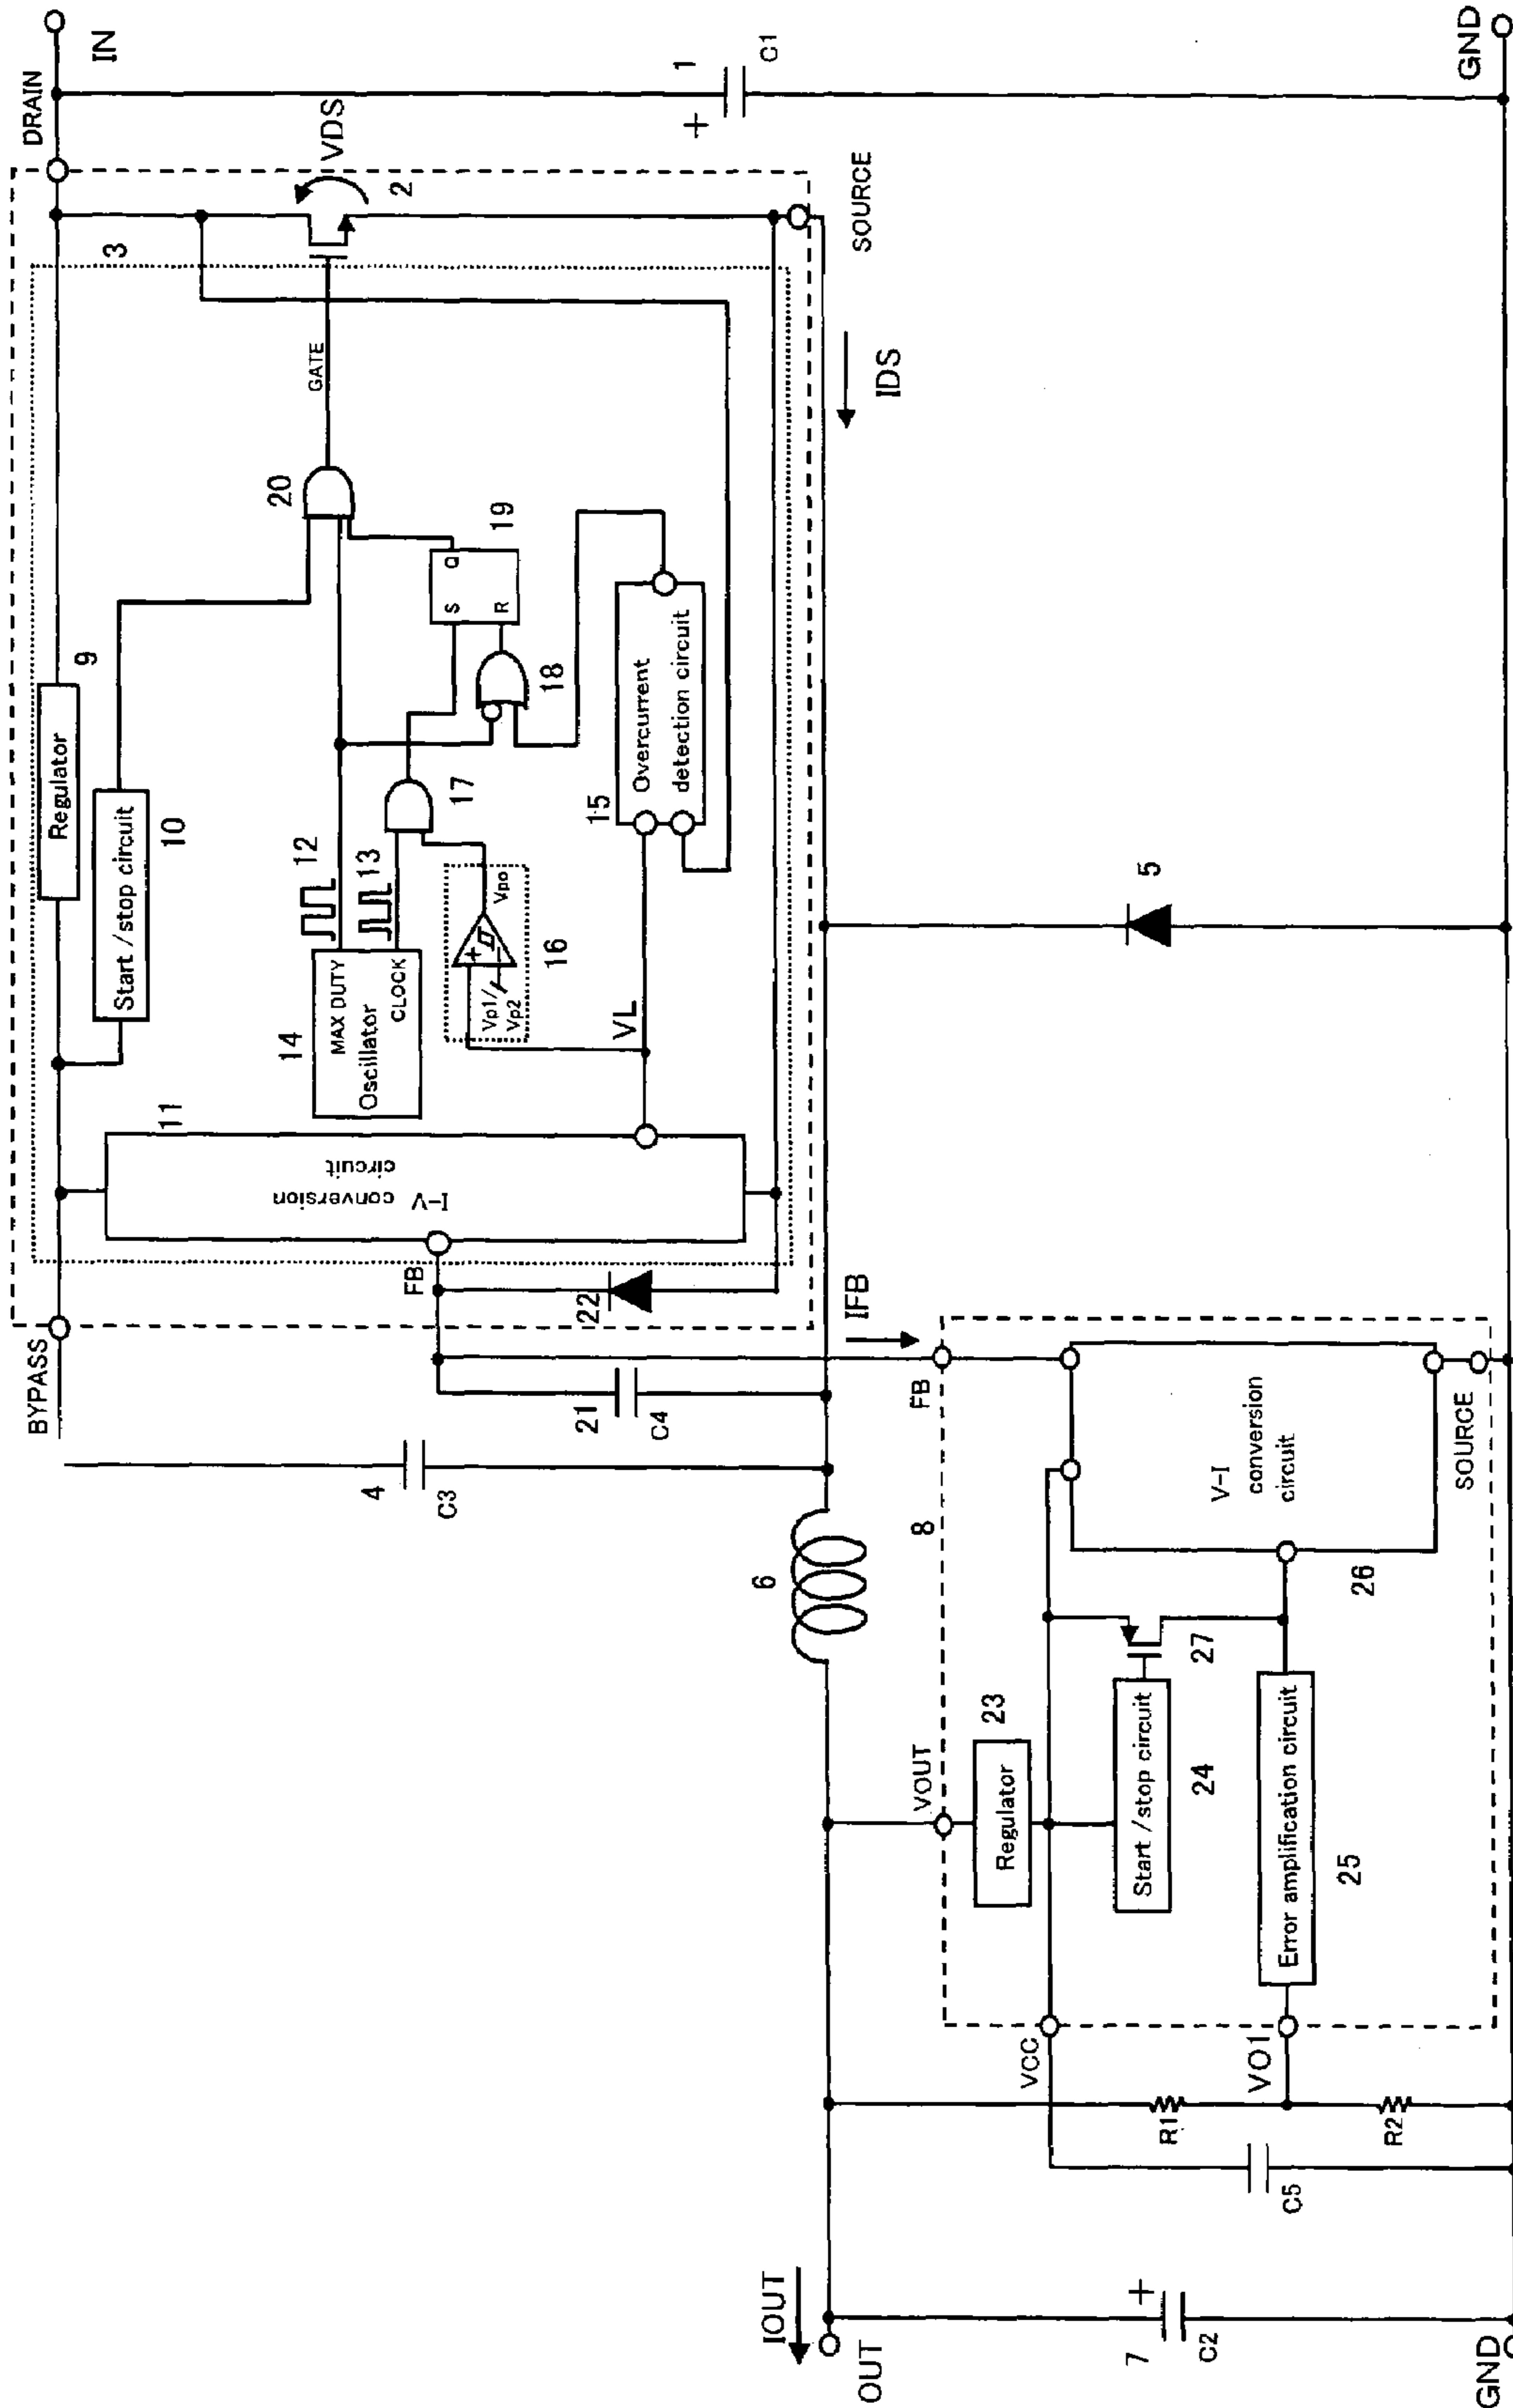 IN
DRAIN
1
C1
+
GND
VDS
2
SOURCE
3
GATE
IDS
20
19
S
Q
R
18
9
Regulator
Start/stop circuit
10
12
13
17
14
MAX DUTY
Oscillator
CLOCK
Vp1/
Vp2
+
−
Vpo
16
15
Overcurrent
detection circuit
VL
11
I-V conversion
circuit
5
FB
22
BYPASS
21
C4
4
C3
IFB
6
8
FB
V-I
conversion
circuit
SOURCE
26
27
VOUT
23
Regulator
Start/stop circuit
24
Error amplification circuit
25
VCC
VO1
R1
R2
C5
IOUT
OUT
7
+
C2
GND